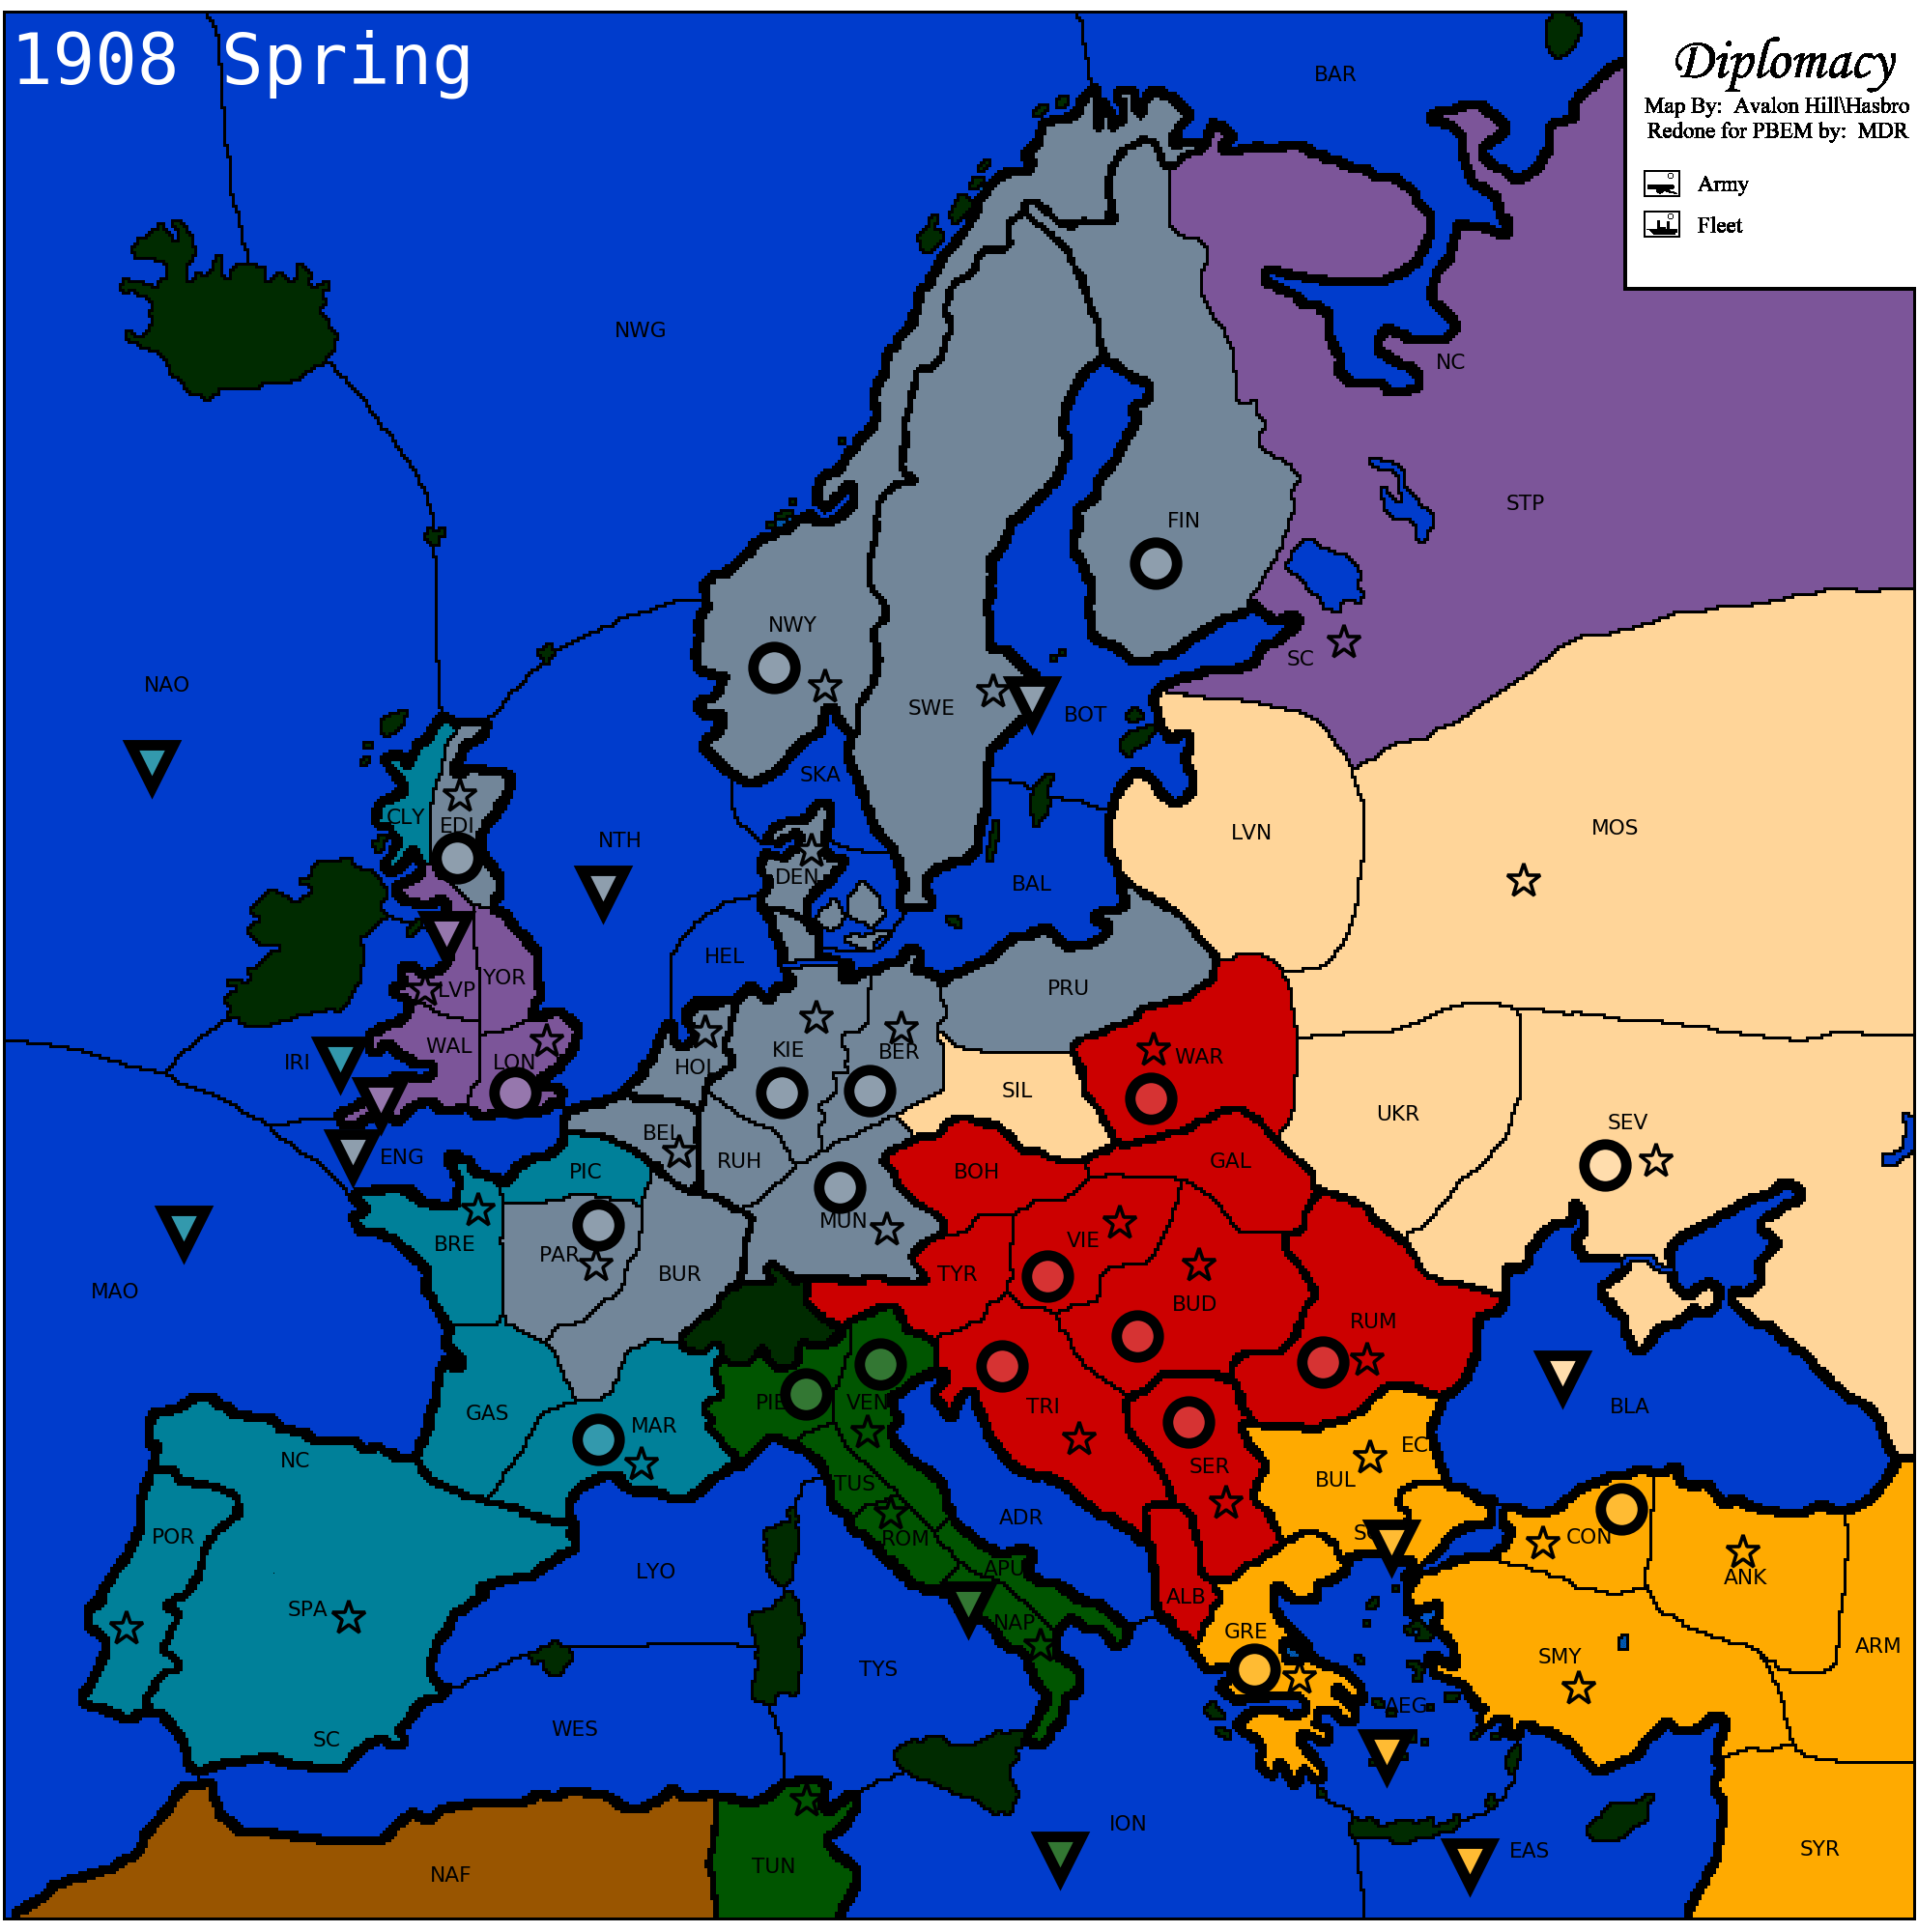 1908 Spring
Diplomacy
Map By: Avalon Hill\Hasbro
Redone for PBEM by: MDR
Army
Fleet
BAR
NWG
NC
STP
FIN
NWY
SC
NAO
SWE
BOT
SKA
CLY
EDI
NTH
LVN
MOS
DEN
BAL
HEL
YOR
LVP
PRU
WAL
IRI
LON
HOL
KIE
BER
WAR
SIL
UKR
SEV
ENG
BEL
PIC
RUH
BOH
GAL
MUN
BRE
PAR
BUR
TYR
VIE
MAO
BUD
RUM
PIE
VEN
TRI
BLA
GAS
MAR
NC
SER
EC
BUL
TUS
POR
ROM
ADR
CON
LYO
APU
ANK
SPA
ALB
NAP
GRE
SMY
ARM
TYS
AEG
WES
SC
ION
EAS
SYR
NAF
TUN